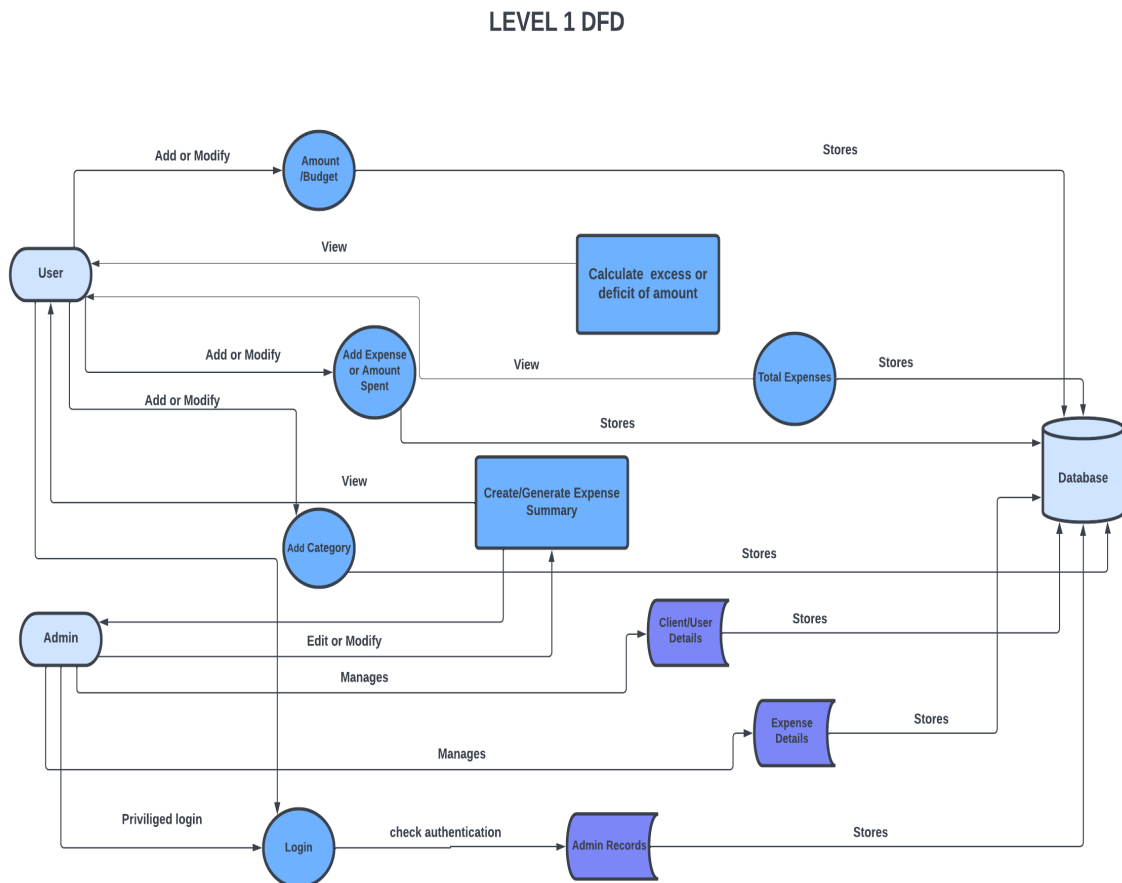 LEVEL 1 DFD
Add or Modify
Amount
/Budget
Stores
View
User
Calculate  excess or
deficit of amount
Add or Modify
Add Expense
or Amount
Spent
View
Total Expenses
Stores
Add or Modify
Stores
View
Create/Generate Expense
Summary
Database
Add Category
Stores
Admin
Edit or Modify
Client/User
Details
Stores
Manages
Expense
Details
Stores
Manages
Priviliged login
Login
check authentication
Admin Records
Stores